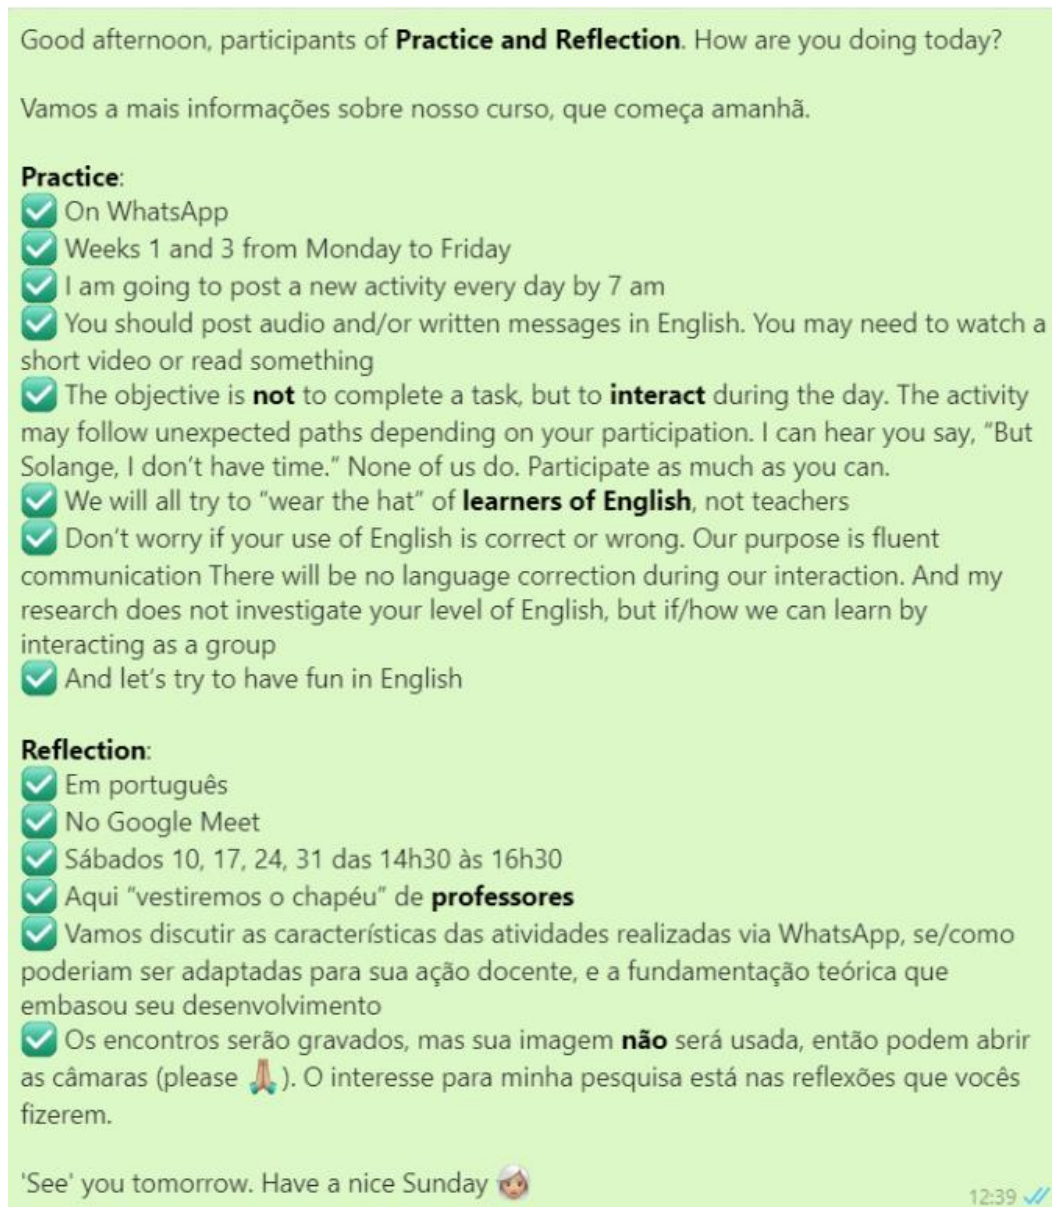 Good afternoon, participants of Practice and Reflection. How are you doing today?
Vamos a mais informações sobre nosso curso, que começa amanhã.
Practice:
✅ On WhatsApp
✅ Weeks 1 and 3 from Monday to Friday
✅ I am going to post a new activity every day by 7 am
✅ You should post audio and/or written messages in English. You may need to watch a
short video or read something
✅ The objective is not to complete a task, but to interact during the day. The activity
may follow unexpected paths depending on your participation. I can hear you say, “But
Solange, I don’t have time.” None of us do. Participate as much as you can.
✅ We will all try to “wear the hat” of learners of English, not teachers
✅ Don’t worry if your use of English is correct or wrong. Our purpose is fluent
communication There will be no language correction during our interaction. And my
research does not investigate your level of English, but if/how we can learn by
interacting as a group
✅ And let’s try to have fun in English
Reflection:
✅ Em português
✅ No Google Meet
✅ Sábados 10, 17, 24, 31 das 14h30 às 16h30
✅ Aqui “vestiremos o chapéu” de professores
✅ Vamos discutir as características das atividades realizadas via WhatsApp, se/como
poderiam ser adaptadas para sua ação docente, e a fundamentação teórica que
embasou seu desenvolvimento
✅ Os encontros serão gravados, mas sua imagem não será usada, então podem abrir
as câmaras (please 🙏🏼). O interesse para minha pesquisa está nas reflexões que vocês
fizerem.
'See' you tomorrow. Have a nice Sunday 👩🏼‍🦳
12:39